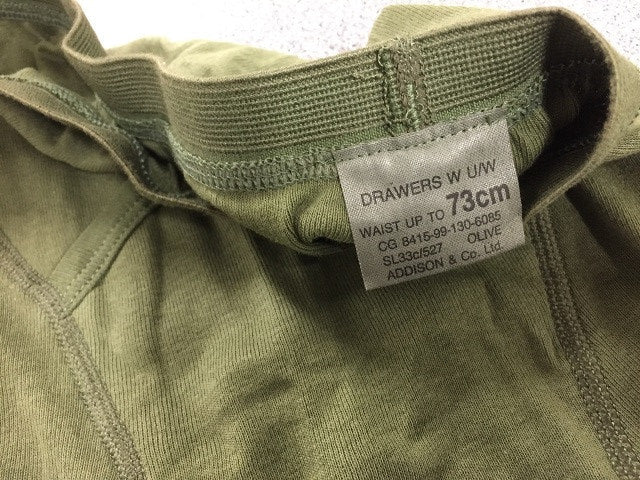 DRAWERS W U/W
WAIST UP TO 73cm
CG 8415-99-130-6085
SL33c/527 OLIVE
ADDISON & Co. Ltd.